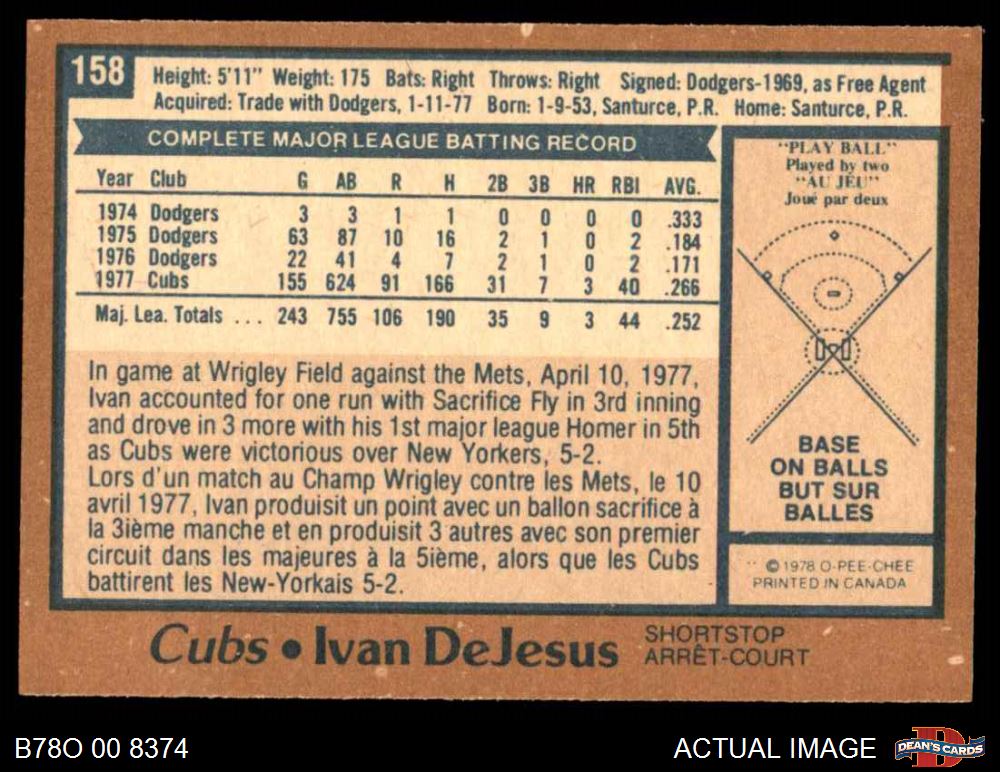 158
Height: 5'11" Weight: 175 Bats: Right Throws: Right Signed: Dodgers-1969, as Free Agent
Acquired: Trade with Dodgers, 1-11-77 Born: 1-9-53, Santurce, P.R. Home: Santurce, P.R.
COMPLETE MAJOR LEAGUE BATTING RECORD
Year Club G AB R H 2B 3B HR RBI AVG.
1974 Dodgers 3 3 1 1 0 0 0 0 .333
1975 Dodgers 63 87 10 16 2 1 0 2 .184
1976 Dodgers 22 41 4 7 2 1 0 2 .171
1977 Cubs 155 624 91 166 31 7 3 40 .266
Maj. Lea. Totals ... 243 755 106 190 35 9 3 44 .252
In game at Wrigley Field against the Mets, April 10, 1977,
Ivan accounted for one run with Sacrifice Fly in 3rd inning
and drove in 3 more with his 1st major league Homer in 5th
as Cubs were victorious over New Yorkers, 5-2.
Lors d'un match au Champ Wrigley contre les Mets, le 10
avril 1977, Ivan produisit un point avec un ballon sacrifice à
la 3ième manche et en produisit 3 autres avec son premier
circuit dans les majeures à la 5ième, alors que les Cubs
battirent les New-Yorkais 5-2.
"PLAY BALL"
Played by two
"AU JEU"
Joué par deux
BASE
ON BALLS
BUT SUR
BALLES
© 1978 O-PEE-CHEE
PRINTED IN CANADA
Cubs • Ivan DeJesus
SHORTSTOP
ARRÊT-COURT
B78O 00 8374
ACTUAL IMAGE
D
DEAN'S CARDS